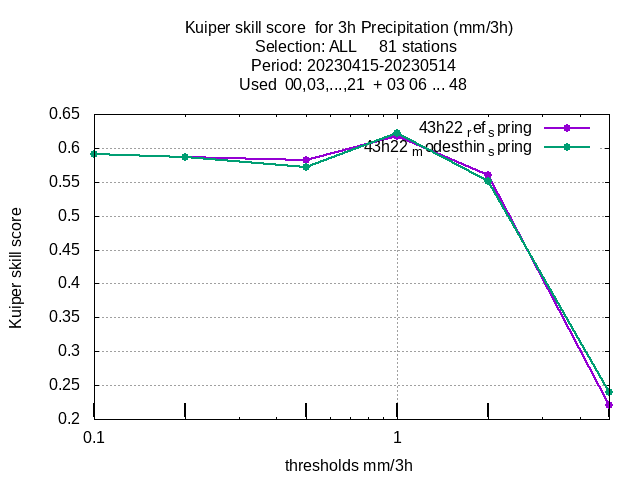 Kuiper skill score  for 3h Precipitation (mm/3h)
Selection: ALL     81 stations
Period: 20230415-20230514
Used  00,03,...,21  + 03 06 ... 48
43h22 ref spring
43h22 modesthin spring
0.65
0.6
0.55
0.5
0.45
0.4
0.35
0.3
0.25
0.2
Kuiper skill score
0.1 1
thresholds mm/3h